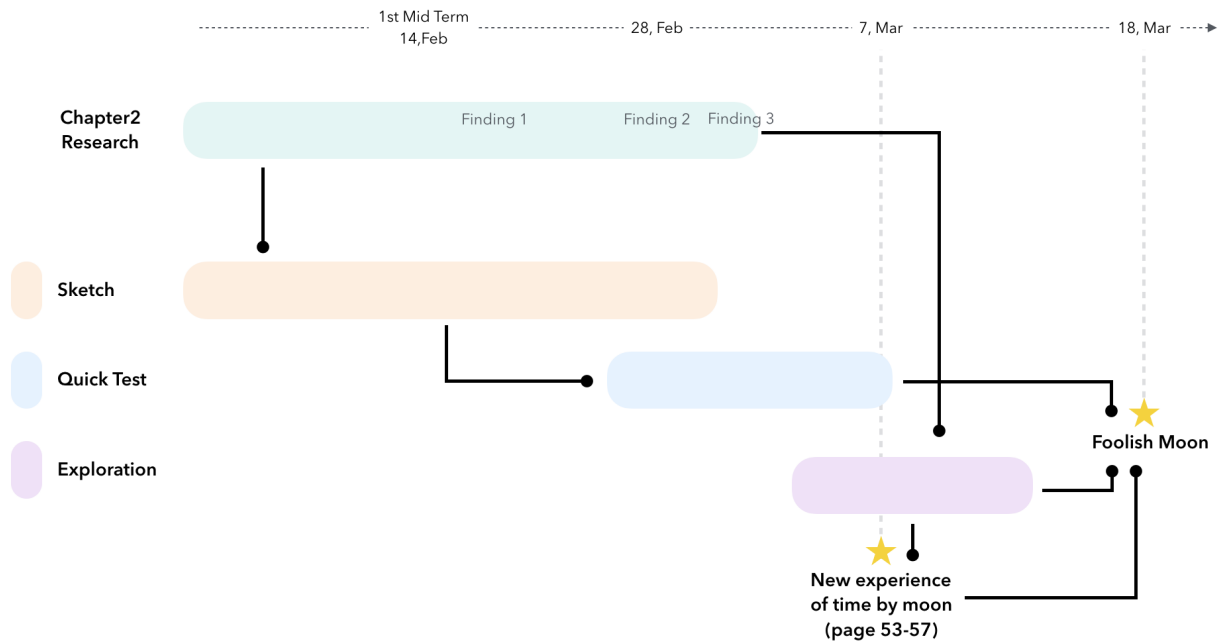 1st Mid Term
14,Feb
28, Feb
7, Mar
18, Mar
Chapter2
Research
Finding 1
Finding 2
Finding 3
Sketch
Quick Test
Foolish Moon
Exploration
New experience
of time by moon
(page 53-57)